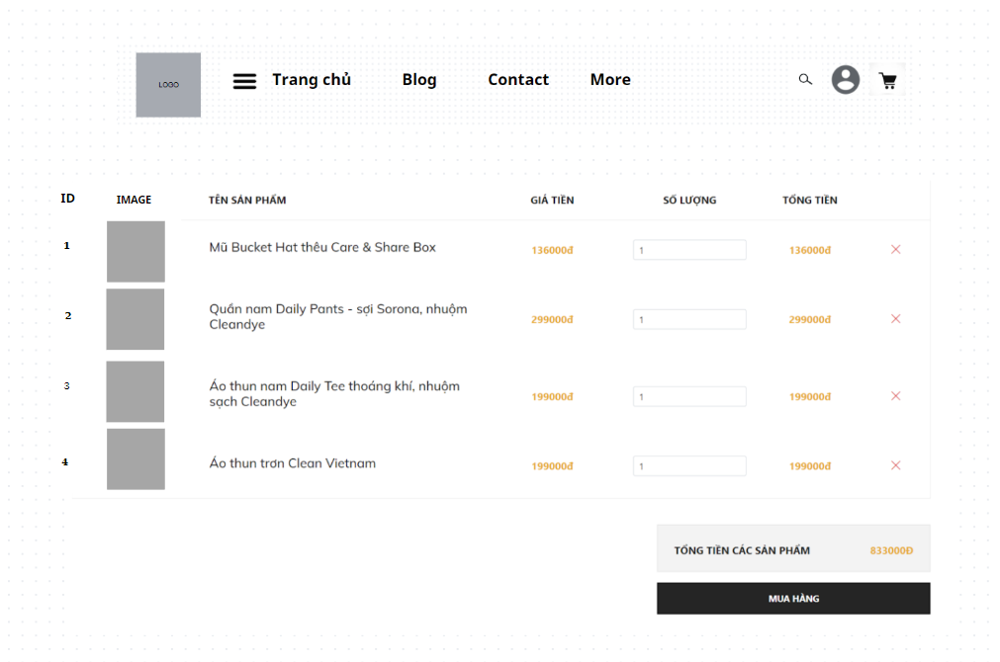 LOGO
Trang chủ Blog Contact More
ID IMAGE TÊN SẢN PHẨM GIÁ TIỀN SỐ LƯỢNG TỔNG TIỀN
1 Mũ Bucket Hat thêu Care & Share Box 136000đ 1 136000đ
2 Quần nam Daily Pants - sợi Sorona, nhuộm
Cleandye 299000đ 1 299000đ
3 Áo thun nam Daily Tee thoáng khí, nhuộm
sạch Cleandye 199000đ 1 199000đ
4 Áo thun trơn Clean Vietnam 199000đ 1 199000đ
TỔNG TIỀN CÁC SẢN PHẨM 833000Đ
MUA HÀNG